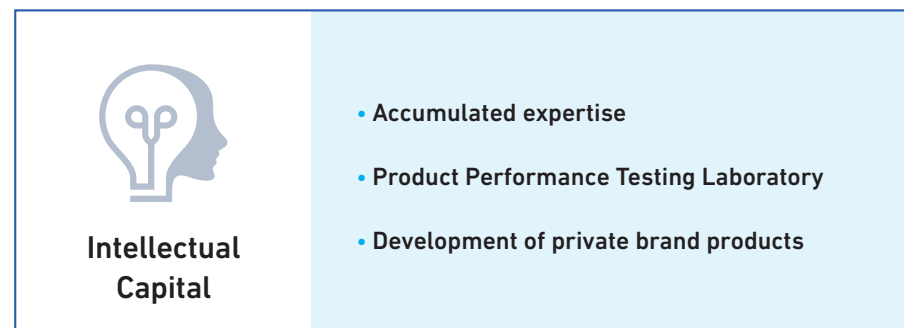 Intellectual
Capital
• Accumulated expertise
• Product Performance Testing Laboratory
• Development of private brand products